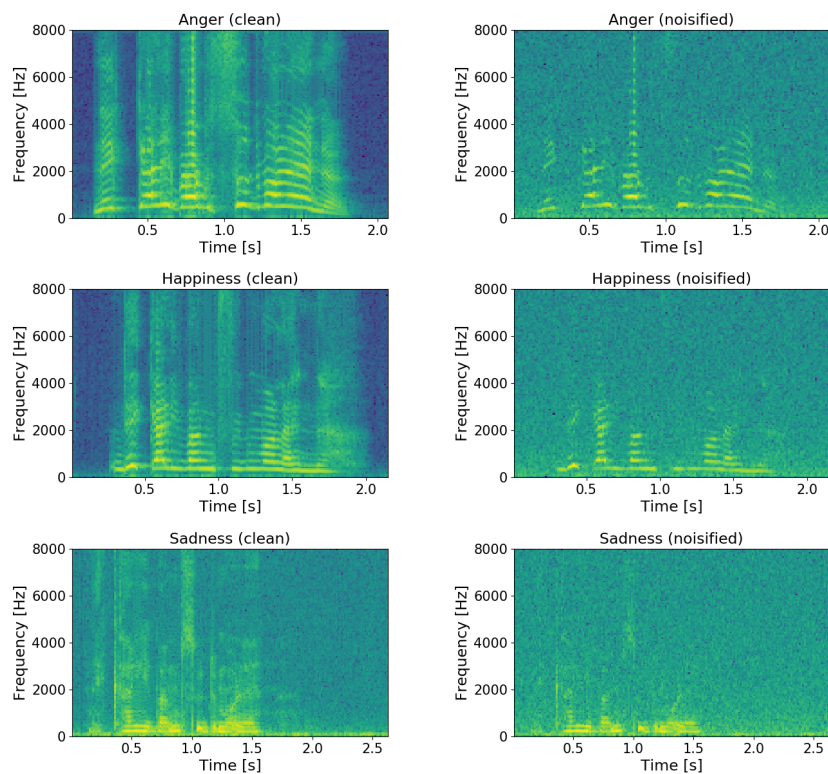 Anger (clean)
8000
6000
4000
2000
0
Frequency [Hz]
0.5 1.0 1.5 2.0
Time [s]
Anger (noisified)
8000
6000
4000
2000
0
Frequency [Hz]
0.5 1.0 1.5 2.0
Time [s]
Happiness (clean)
8000
6000
4000
2000
0
Frequency [Hz]
0.5 1.0 1.5 2.0
Time [s]
Happiness (noisified)
8000
6000
4000
2000
0
Frequency [Hz]
0.5 1.0 1.5 2.0
Time [s]
Sadness (clean)
8000
6000
4000
2000
0
Frequency [Hz]
0.5 1.0 1.5 2.0 2.5
Time [s]
Sadness (noisified)
8000
6000
4000
2000
0
Frequency [Hz]
0.5 1.0 1.5 2.0 2.5
Time [s]